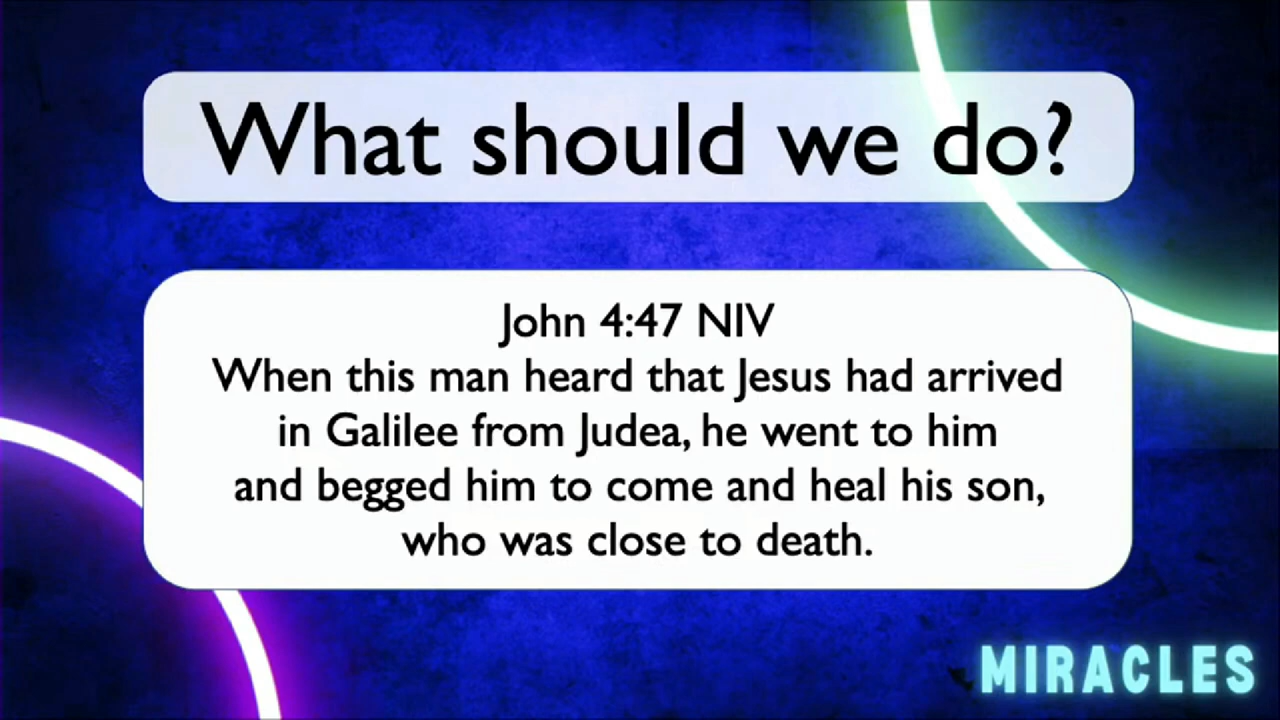 What should we do?
John 4:47 NIV
When this man heard that Jesus had arrived
in Galilee from Judea, he went to him
and begged him to come and heal his son,
who was close to death.
MIRACLES